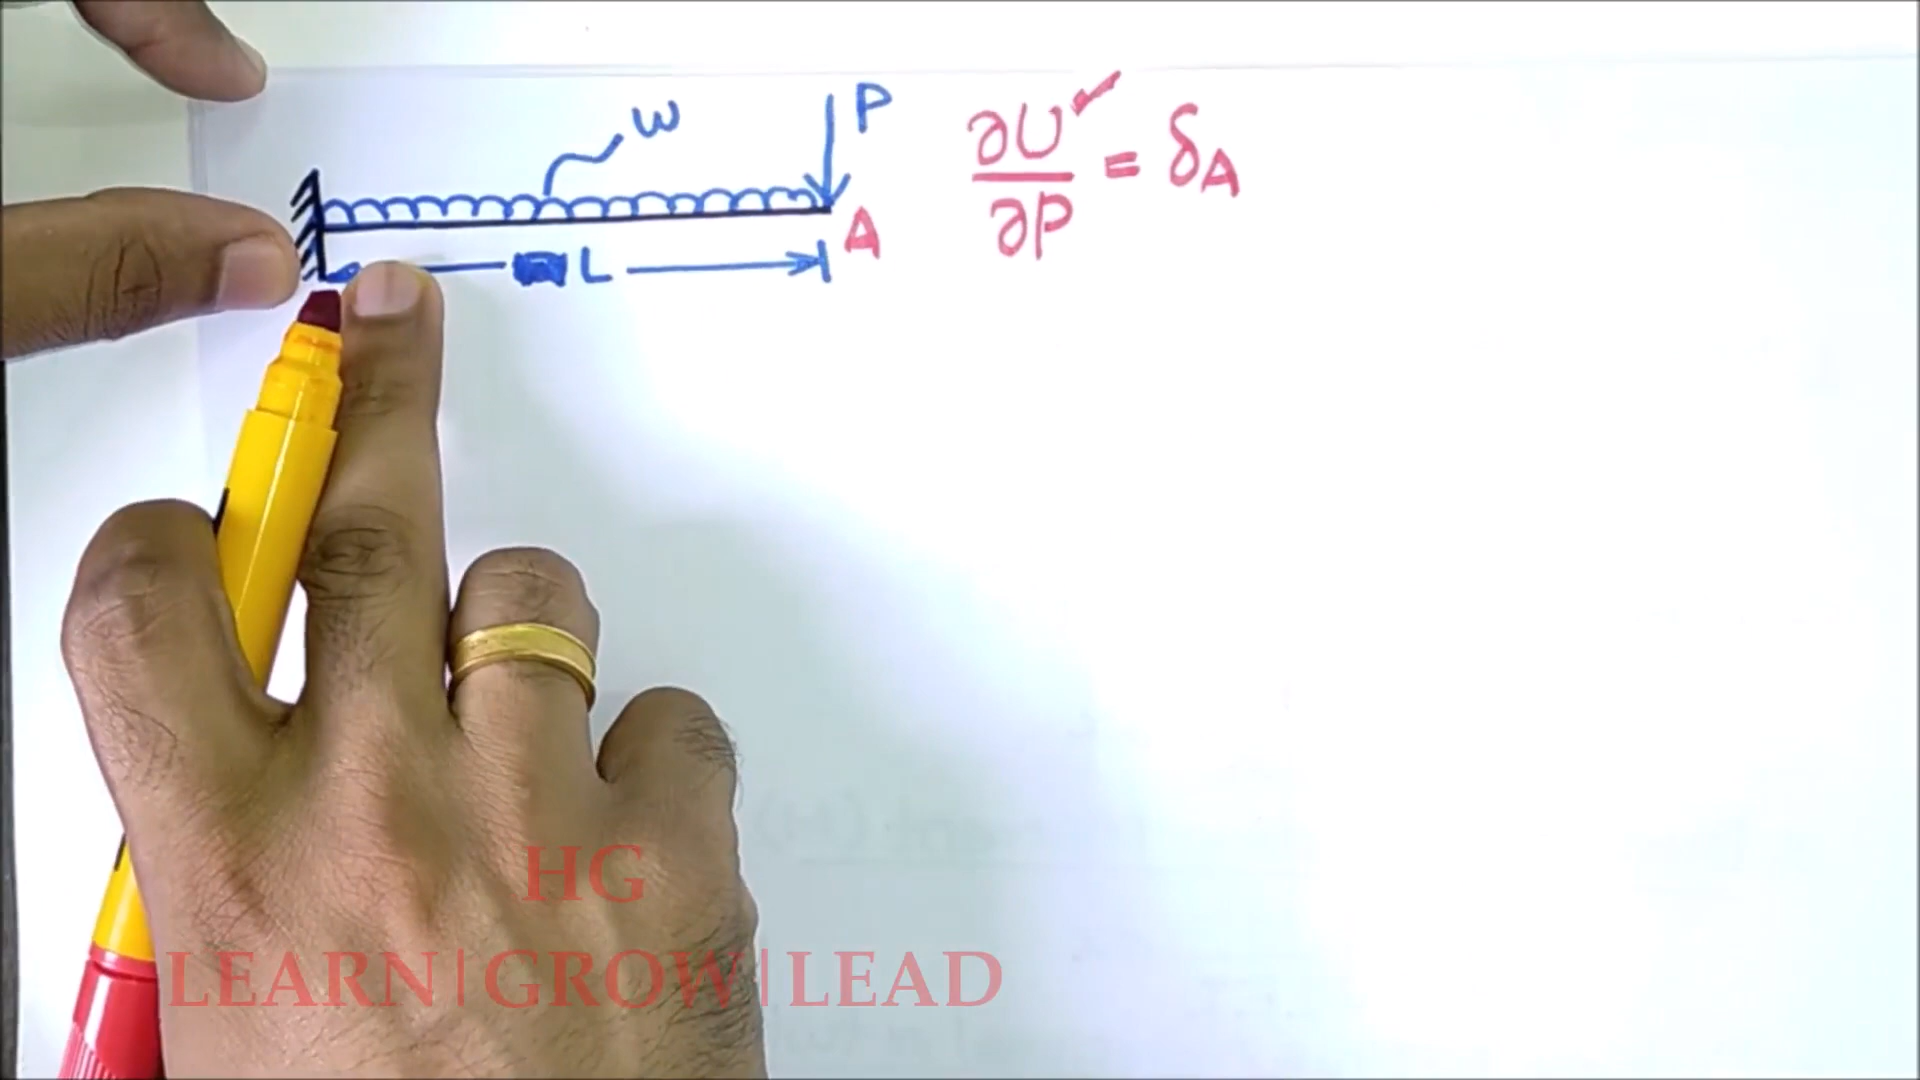 w
P
∂U
∂P
= δA
A
L
HG
LEARN|GROW|LEAD